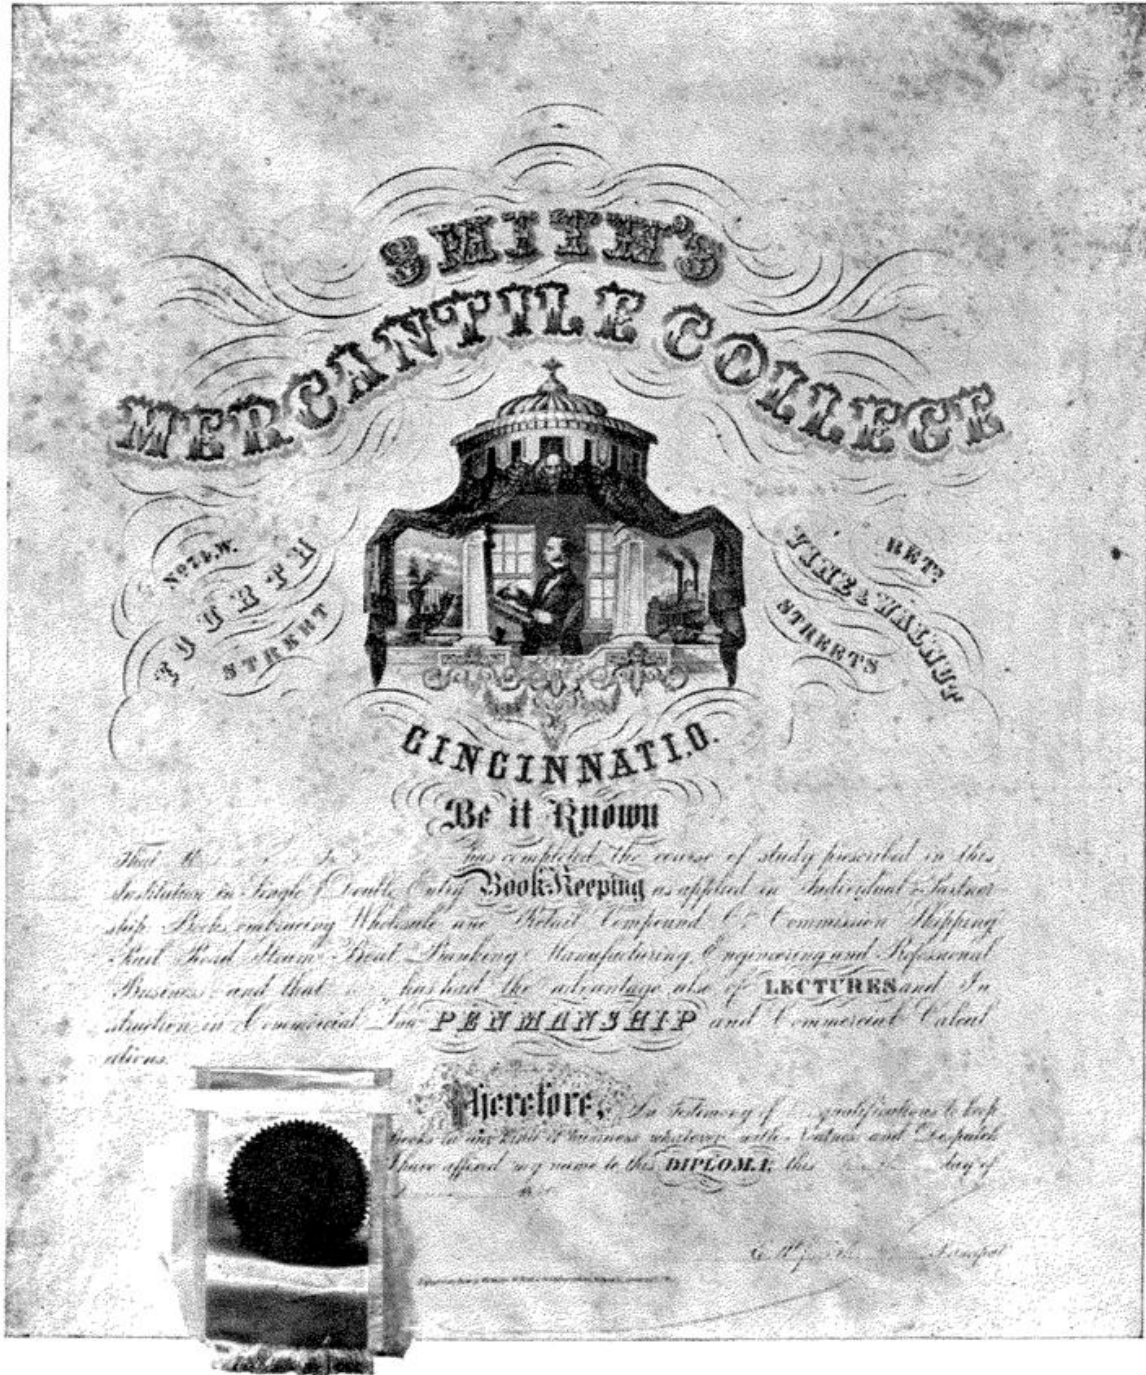 SMITH'S
MERCANTILE COLLEGE
No. 74, W.
FOURTH
STREET
BETn
VINE & WALNUT
STREETS
CINCINNATI, O.
Be it Known
That has completed the course of study prescribed in this
Institution in Single & Double Entry Book Keeping as applied in Individual & Partner
ship Books embracing Wholesale and Retail Compound Co. Commission Shipping
Rail Road Steam Boat Banking Manufacturing, Engineering and Professional
Business and that has had the advantage also of LECTURES and In
struction in Commercial Law PENMANSHIP and Commercial Calcul
ations.
Therefore, In Testimony of qualifications to keep
Books in any kind of business whatever with Neatness and Despatch
I have affixed my name to this DIPLOMA, this day of
Principal